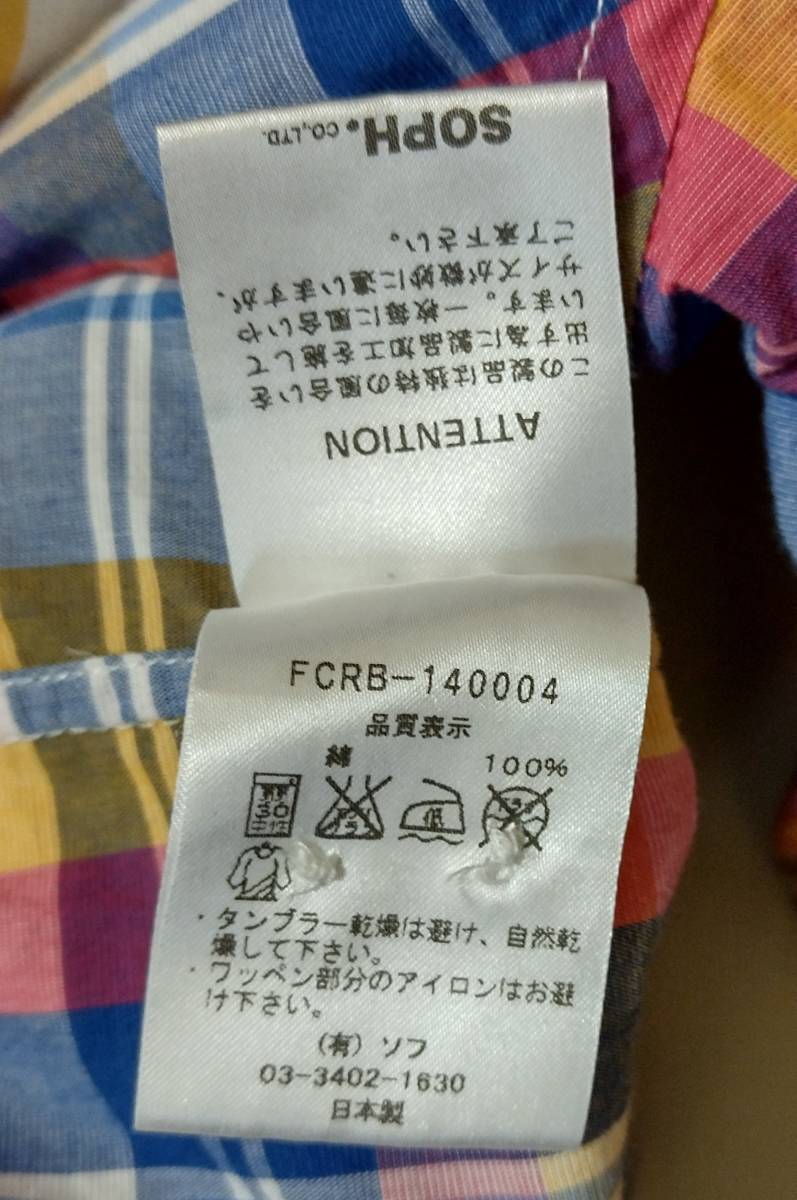 SOPH. CO.,LTD.
ATTENTION
この製品は独特の風合いを
出す為に製品加工を施して
います。一枚毎に風合いや
サイズが微妙に違いますが、
ご了承下さい。
FCRB-140004
品質表示
綿 100%
30
中性
低
・タンブラー乾燥は避け、自然乾
燥して下さい。
・ワッペン部分のアイロンはお避
け下さい。
(有) ソフ
03-3402-1630
日本製